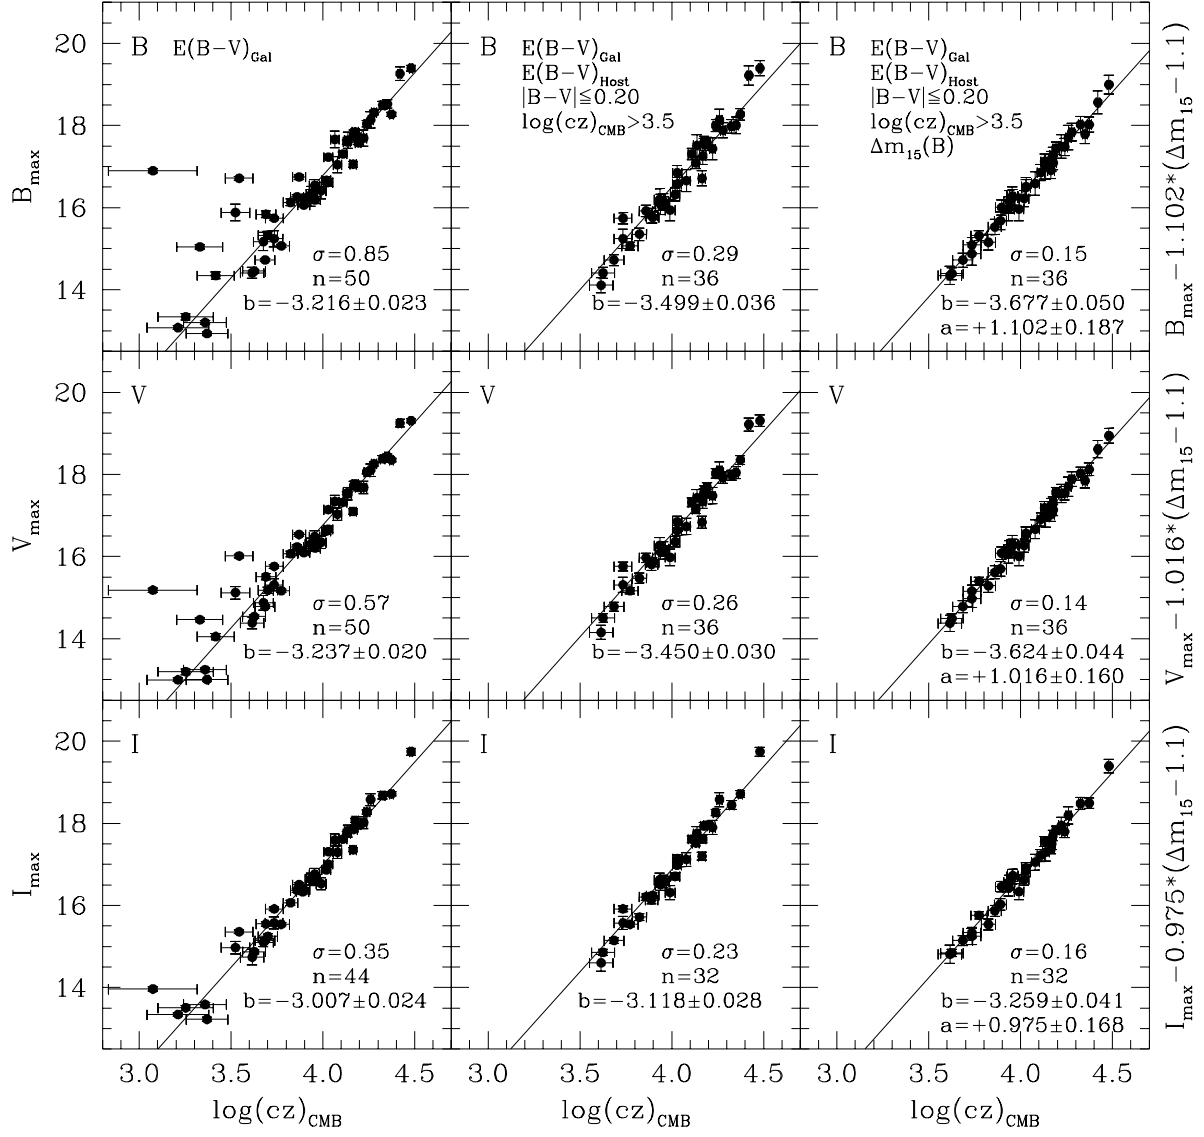 B E(B−V)Gal
σ=0.85
n=50
b=−3.216±0.023
B E(B−V)Gal
E(B−V)Host
|B−V|≦0.20
log(cz)CMB>3.5
σ=0.29
n=36
b=−3.499±0.036
B E(B−V)Gal
E(B−V)Host
|B−V|≦0.20
log(cz)CMB>3.5
Δm15(B)
σ=0.15
n=36
b=−3.677±0.050
a=+1.102±0.187
20
18
16
14
Bmax
Bmax−1.102*(Δm15−1.1)
V
σ=0.57
n=50
b=−3.237±0.020
V
σ=0.26
n=36
b=−3.450±0.030
V
σ=0.14
n=36
b=−3.624±0.044
a=+1.016±0.160
20
18
16
14
Vmax
Vmax−1.016*(Δm15−1.1)
I
σ=0.35
n=44
b=−3.007±0.024
I
σ=0.23
n=32
b=−3.118±0.028
I
σ=0.16
n=32
b=−3.259±0.041
a=+0.975±0.168
20
18
16
14
Imax
Imax−0.975*(Δm15−1.1)
3.0 3.5 4.0 4.5 3.0 3.5 4.0 4.5 3.0 3.5 4.0 4.5
log(cz)CMB log(cz)CMB log(cz)CMB